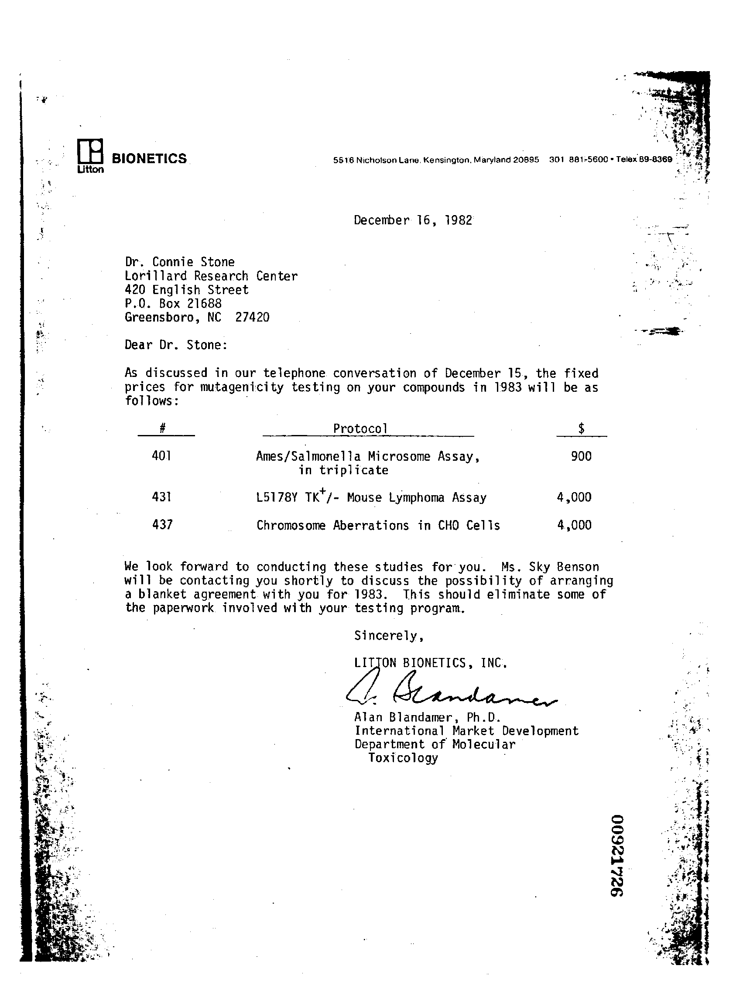 Litton
BIONETICS
5516 Nicholson Lane, Kensington, Maryland 20895 301 881-5600 • Telex 89-8369
December 16, 1982
Dr. Connie Stone
Lorillard Research Center
420 English Street
P.O. Box 21688
Greensboro, NC 27420
Dear Dr. Stone:
As discussed in our telephone conversation of December 15, the fixed
prices for mutagenicity testing on your compounds in 1983 will be as
follows:
# Protocol $
401 Ames/Salmonella Microsome Assay, 900
in triplicate
431 L5178Y TK+/- Mouse Lymphoma Assay 4,000
437 Chromosome Aberrations in CHO Cells 4,000
We look forward to conducting these studies for you. Ms. Sky Benson
will be contacting you shortly to discuss the possibility of arranging
a blanket agreement with you for 1983. This should eliminate some of
the paperwork involved with your testing program.
Sincerely,
LITTON BIONETICS, INC.
A. Blandamer
Alan Blandamer, Ph.D.
International Market Development
Department of Molecular
Toxicology
00921726